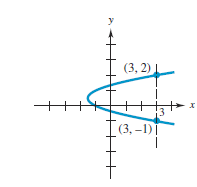 y
(3, 2)
x
3
(3, –1)